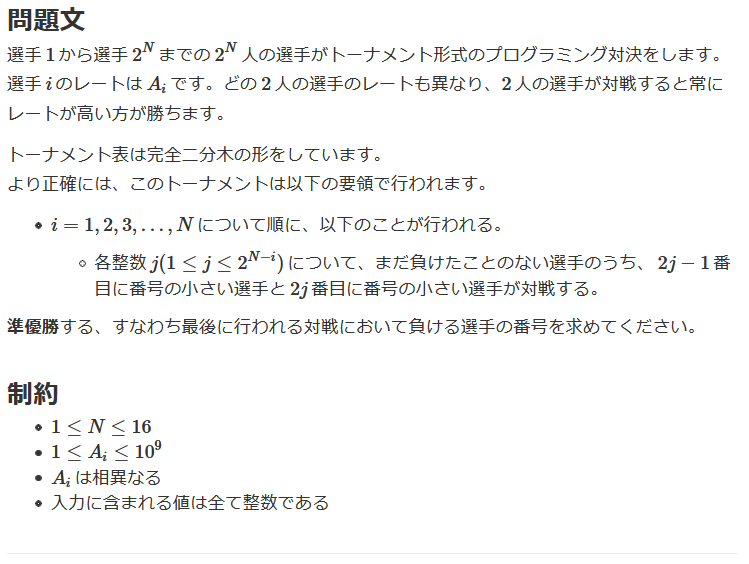 問題文
選手 1 から選手 2^N までの 2^N 人の選手がトーナメント形式のプログラミング対決をします。
選手 i のレートは A_i です。どの 2 人の選手のレートも異なり、2 人の選手が対戦すると常に
レートが高い方が勝ちます。
トーナメント表は完全二分木の形をしています。
より正確には、このトーナメントは以下の要領で行われます。
• i = 1, 2, 3, …, N について順に、以下のことが行われる。
◦ 各整数 j(1 ≤ j ≤ 2^{N−i}) について、まだ負けたことのない選手のうち、 2j − 1 番
目に番号の小さい選手と 2j 番目に番号の小さい選手が対戦する。
準優勝する、すなわち最後に行われる対戦において負ける選手の番号を求めてください。
制約
• 1 ≤ N ≤ 16
• 1 ≤ A_i ≤ 10^9
• A_i は相異なる
• 入力に含まれる値は全て整数である